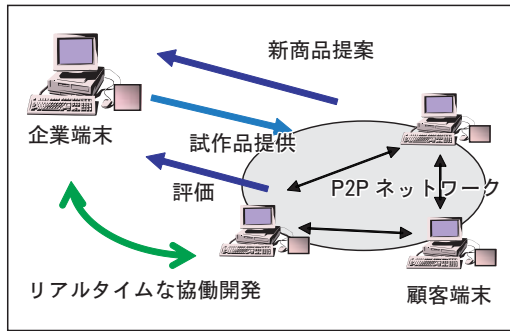 新商品提案
企業端末
試作品提供
評価
P2P ネットワーク
リアルタイムな協働開発
顧客端末